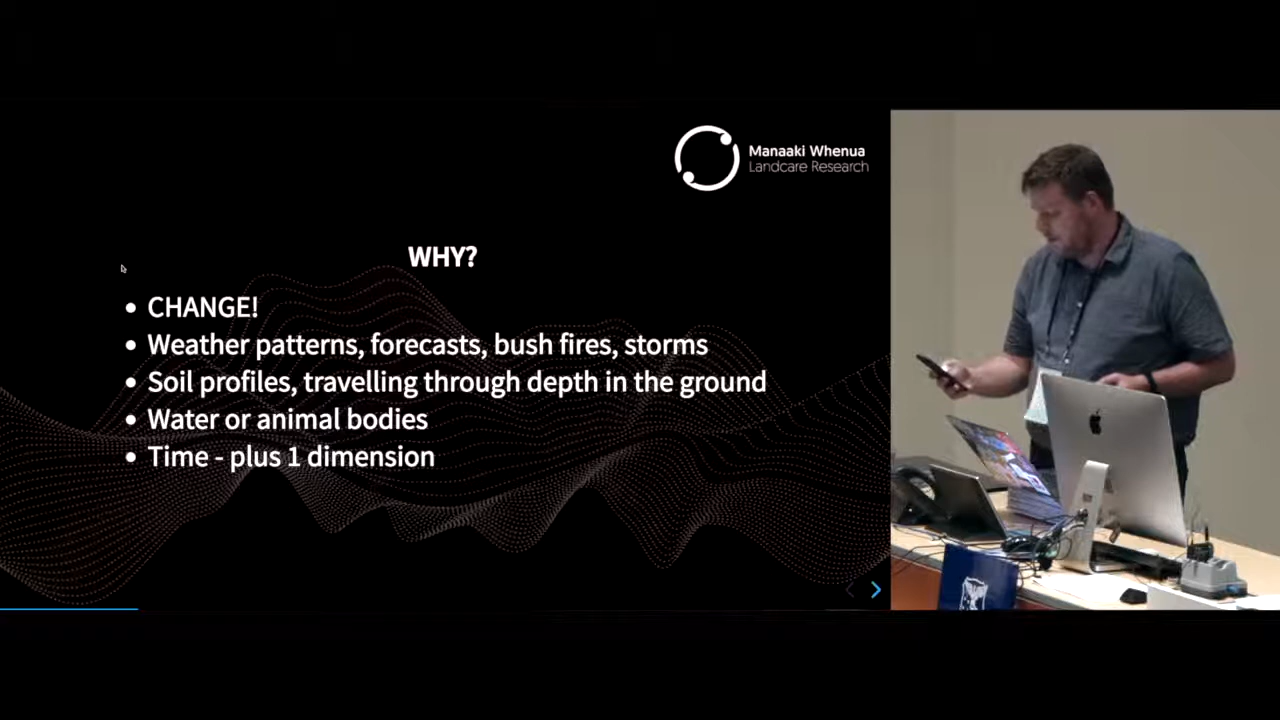 Manaaki Whenua
Landcare Research
WHY?
CHANGE!
Weather patterns, forecasts, bush fires, storms
Soil profiles, travelling through depth in the ground
Water or animal bodies
Time - plus 1 dimension